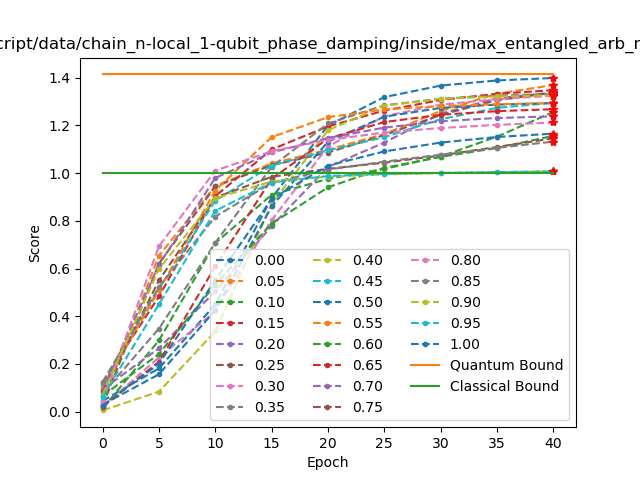 cript/data/chain_n-local_1-qubit_phase_damping/inside/max_entangled_arb_r
1.4
1.2
1.0
0.8
0.6
0.4
0.2
0.0
Score
0 5 10 15 20 25 30 35 40
Epoch
0.00 0.40 0.80
0.05 0.45 0.85
0.10 0.50 0.90
0.15 0.55 0.95
0.20 0.60 1.00
0.25 0.65 Quantum Bound
0.30 0.70 Classical Bound
0.35 0.75